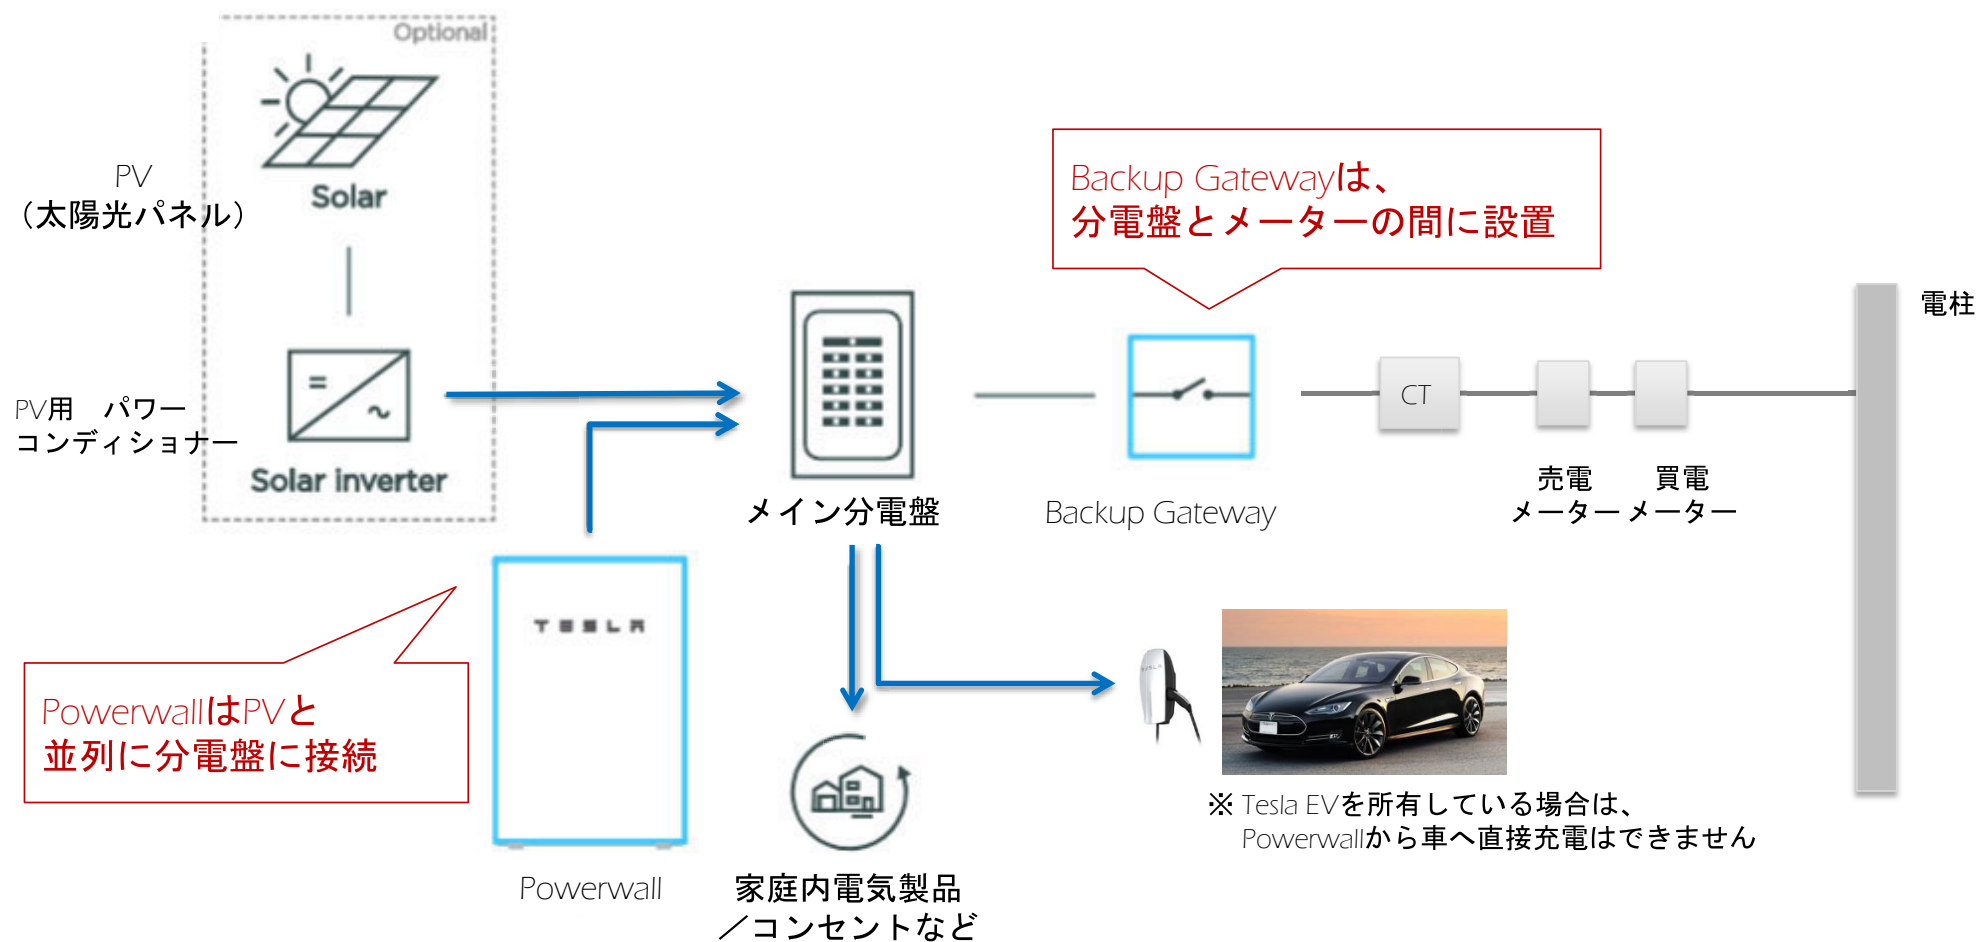 Optional
Solar
PV
（太陽光パネル）
Backup Gatewayは、
分電盤とメーターの間に設置
電柱
PV用　パワー
コンディショナー
Solar inverter
CT
メイン分電盤
Backup Gateway
売電
メーター
買電
メーター
TESLA
PowerwallはPVと
並列に分電盤に接続
TESLA
※ Tesla EVを所有している場合は、
Powerwallから車へ直接充電はできません
Powerwall
家庭内電気製品
／コンセントなど